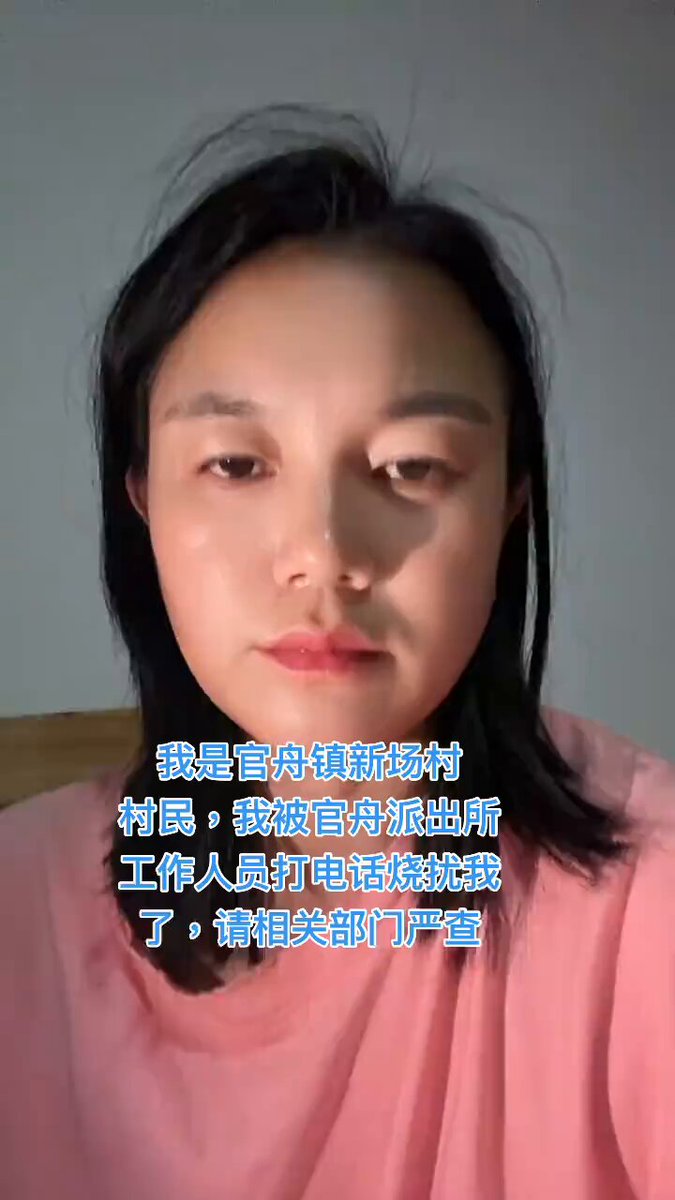 我是官舟镇新场村
村民，我被官舟派出所
工作人员打电话烧扰我
了，请相关部门严查